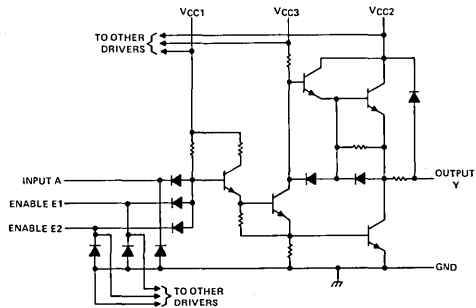 VCC1 VCC3 VCC2
TO OTHER
DRIVERS
INPUT A
ENABLE E1
ENABLE E2
OUTPUT
Y
GND
TO OTHER
DRIVERS